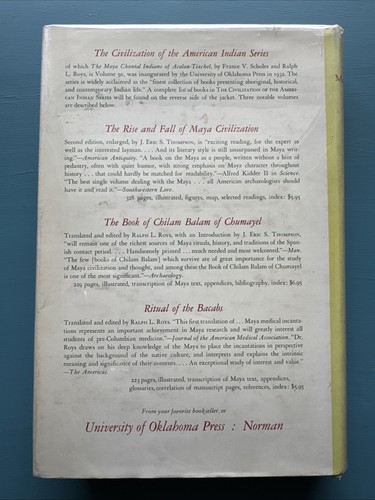 The Civilization of the American Indian Series
of which The Maya Chontal Indians of Acalan-Tixchel, by France V. Scholes and Ralph
L. Roys, is Volume 91, was inaugurated by the University of Oklahoma Press in 1932. The
series is widely acclaimed as the "finest collection of books presenting aboriginal, historical,
and contemporary Indian life." A complete list of books in THE CIVILIZATION OF THE AMERI-
CAN INDIAN SERIES will be found on the reverse side of the jacket. Three notable volumes
are described below.
The Rise and Fall of Maya Civilization
Second edition, enlarged, by J. ERIC S. THOMPSON, is "exciting reading, for the expert as
well as the interested layman. . . . And its literary style is still unsurpassed in Maya writ-
ing."—American Antiquity. "A book on the Maya as a people, written without a hint of
pedantry, often with quiet humor, with strong emphasis on Maya character throughout
history . . . that could hardly be matched for readability."—Alfred Kidder II in Science.
"The best single volume dealing with the Maya . . . all American archaeologists should
have it and read it."—Southwestern Lore.
328 pages, illustrated, figures, map, selected readings, index: $5.95
The Book of Chilam Balam of Chumayel
Translated and edited by RALPH L. ROYS, with an Introduction by J. ERIC S. THOMPSON,
"will remain one of the richest sources of Maya rituals, history, and traditions of the Span-
ish contact period. . . . Handsomely printed . . . much needed and most welcomed."—Man.
"The few [books of Chilam Balam] which survive are of great importance for the study
of Maya civilization and thought, and among these the Book of Chilam Balam of Chumayel
is one of the most significant."—Archaeology.
229 pages, illustrated, transcription of Maya text, appendices, bibliography, index: $6.95
Ritual of the Bacabs
Translated and edited by RALPH L. ROYS. "This first translation of . . . Maya medical incanta-
tions represents an important achievement in Maya research and will greatly interest all
students of pre-Colombian medicine."—Journal of the American Medical Association. "Dr.
Roys draws on his deep knowledge of the Maya to place the incantations in perspective
against the background of the native culture, and interprets and explains the intrinsic
meaning and significance of their contents. . . . An exceptional study of interest and value."
—The Americas.
223 pages, illustrated, transcription of Maya text, appendices,
glossaries, correlation of manuscript pages, references, index: $5.95
From your favorite bookseller, or
University of Oklahoma Press : Norman